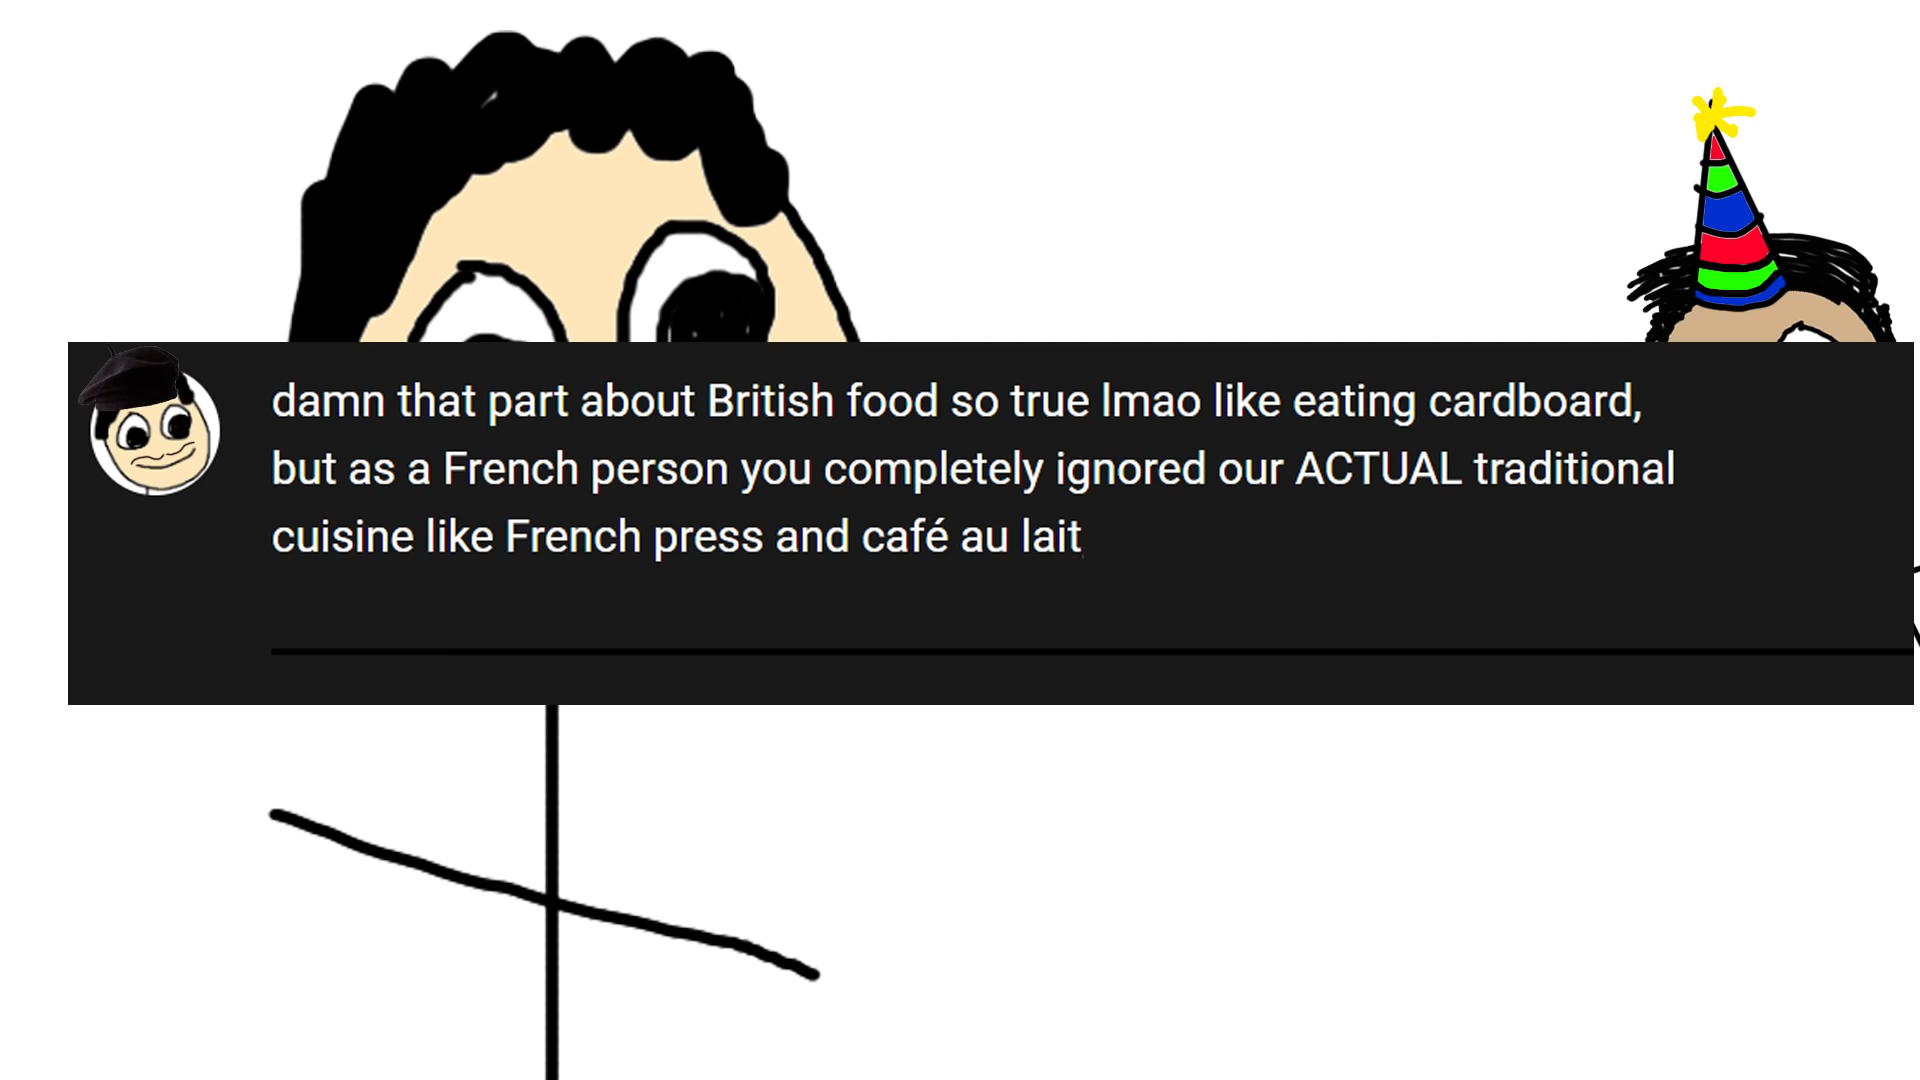 damn that part about British food so true lmao like eating cardboard,
but as a French person you completely ignored our ACTUAL traditional
cuisine like French press and café au lait